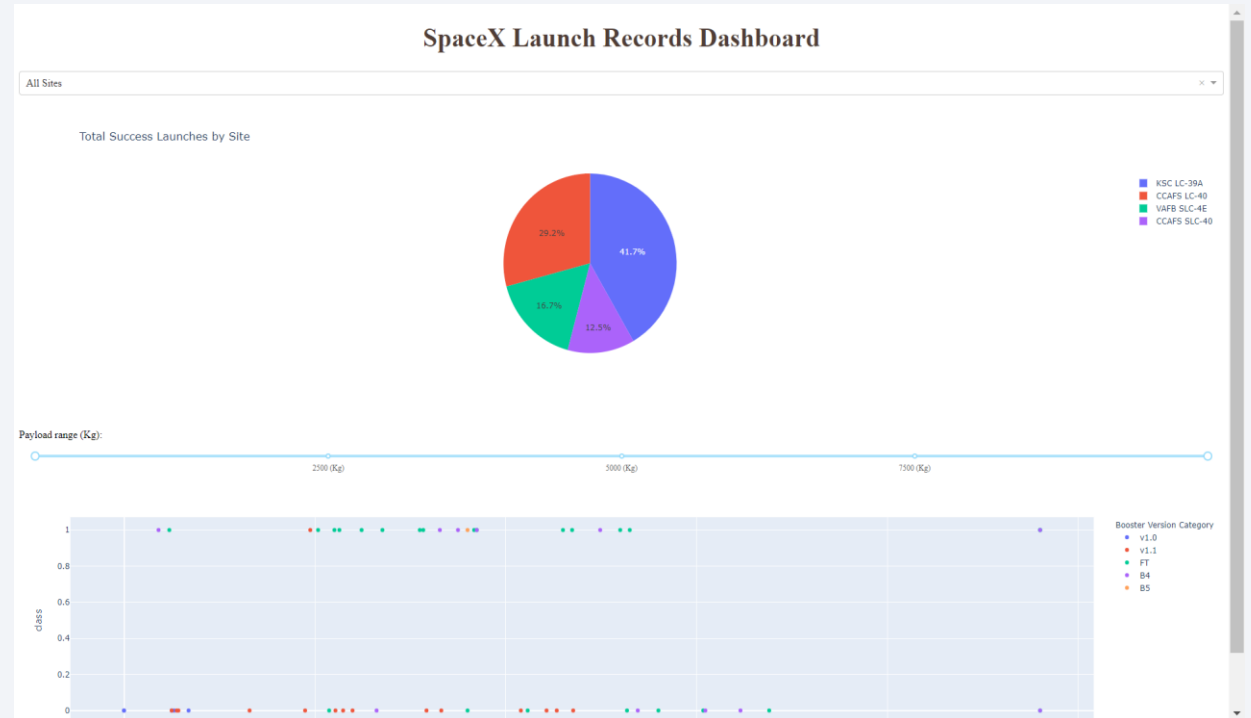 SpaceX Launch Records Dashboard
All Sites
×
Total Success Launches by Site
KSC LC-39A
CCAFS LC-40
VAFB SLC-4E
CCAFS SLC-40
29.2%
41.7%
16.7%
12.5%
Payload range (Kg):
2500 (Kg)
5000 (Kg)
7500 (Kg)
class
1
0.8
0.6
0.4
0.2
0
Booster Version Category
v1.0
v1.1
FT
B4
B5